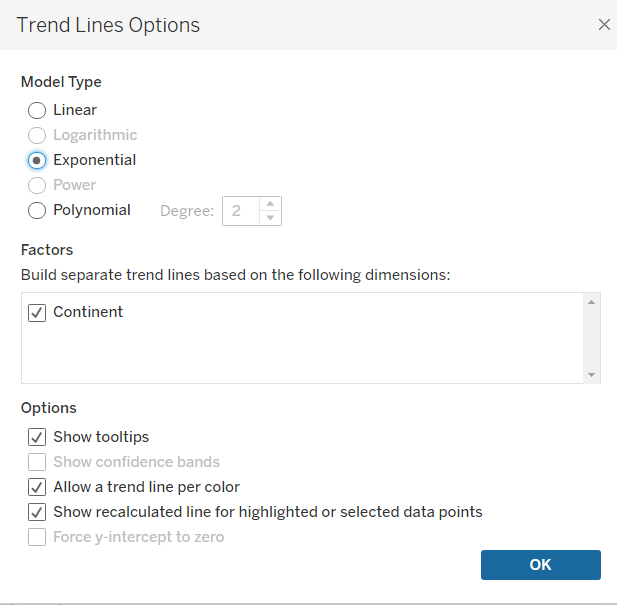 Trend Lines Options
Model Type
Linear
Logarithmic
Exponential
Power
Polynomial Degree: 2
Factors
Build separate trend lines based on the following dimensions:
Continent
Options
Show tooltips
Show confidence bands
Allow a trend line per color
Show recalculated line for highlighted or selected data points
Force y-intercept to zero
OK